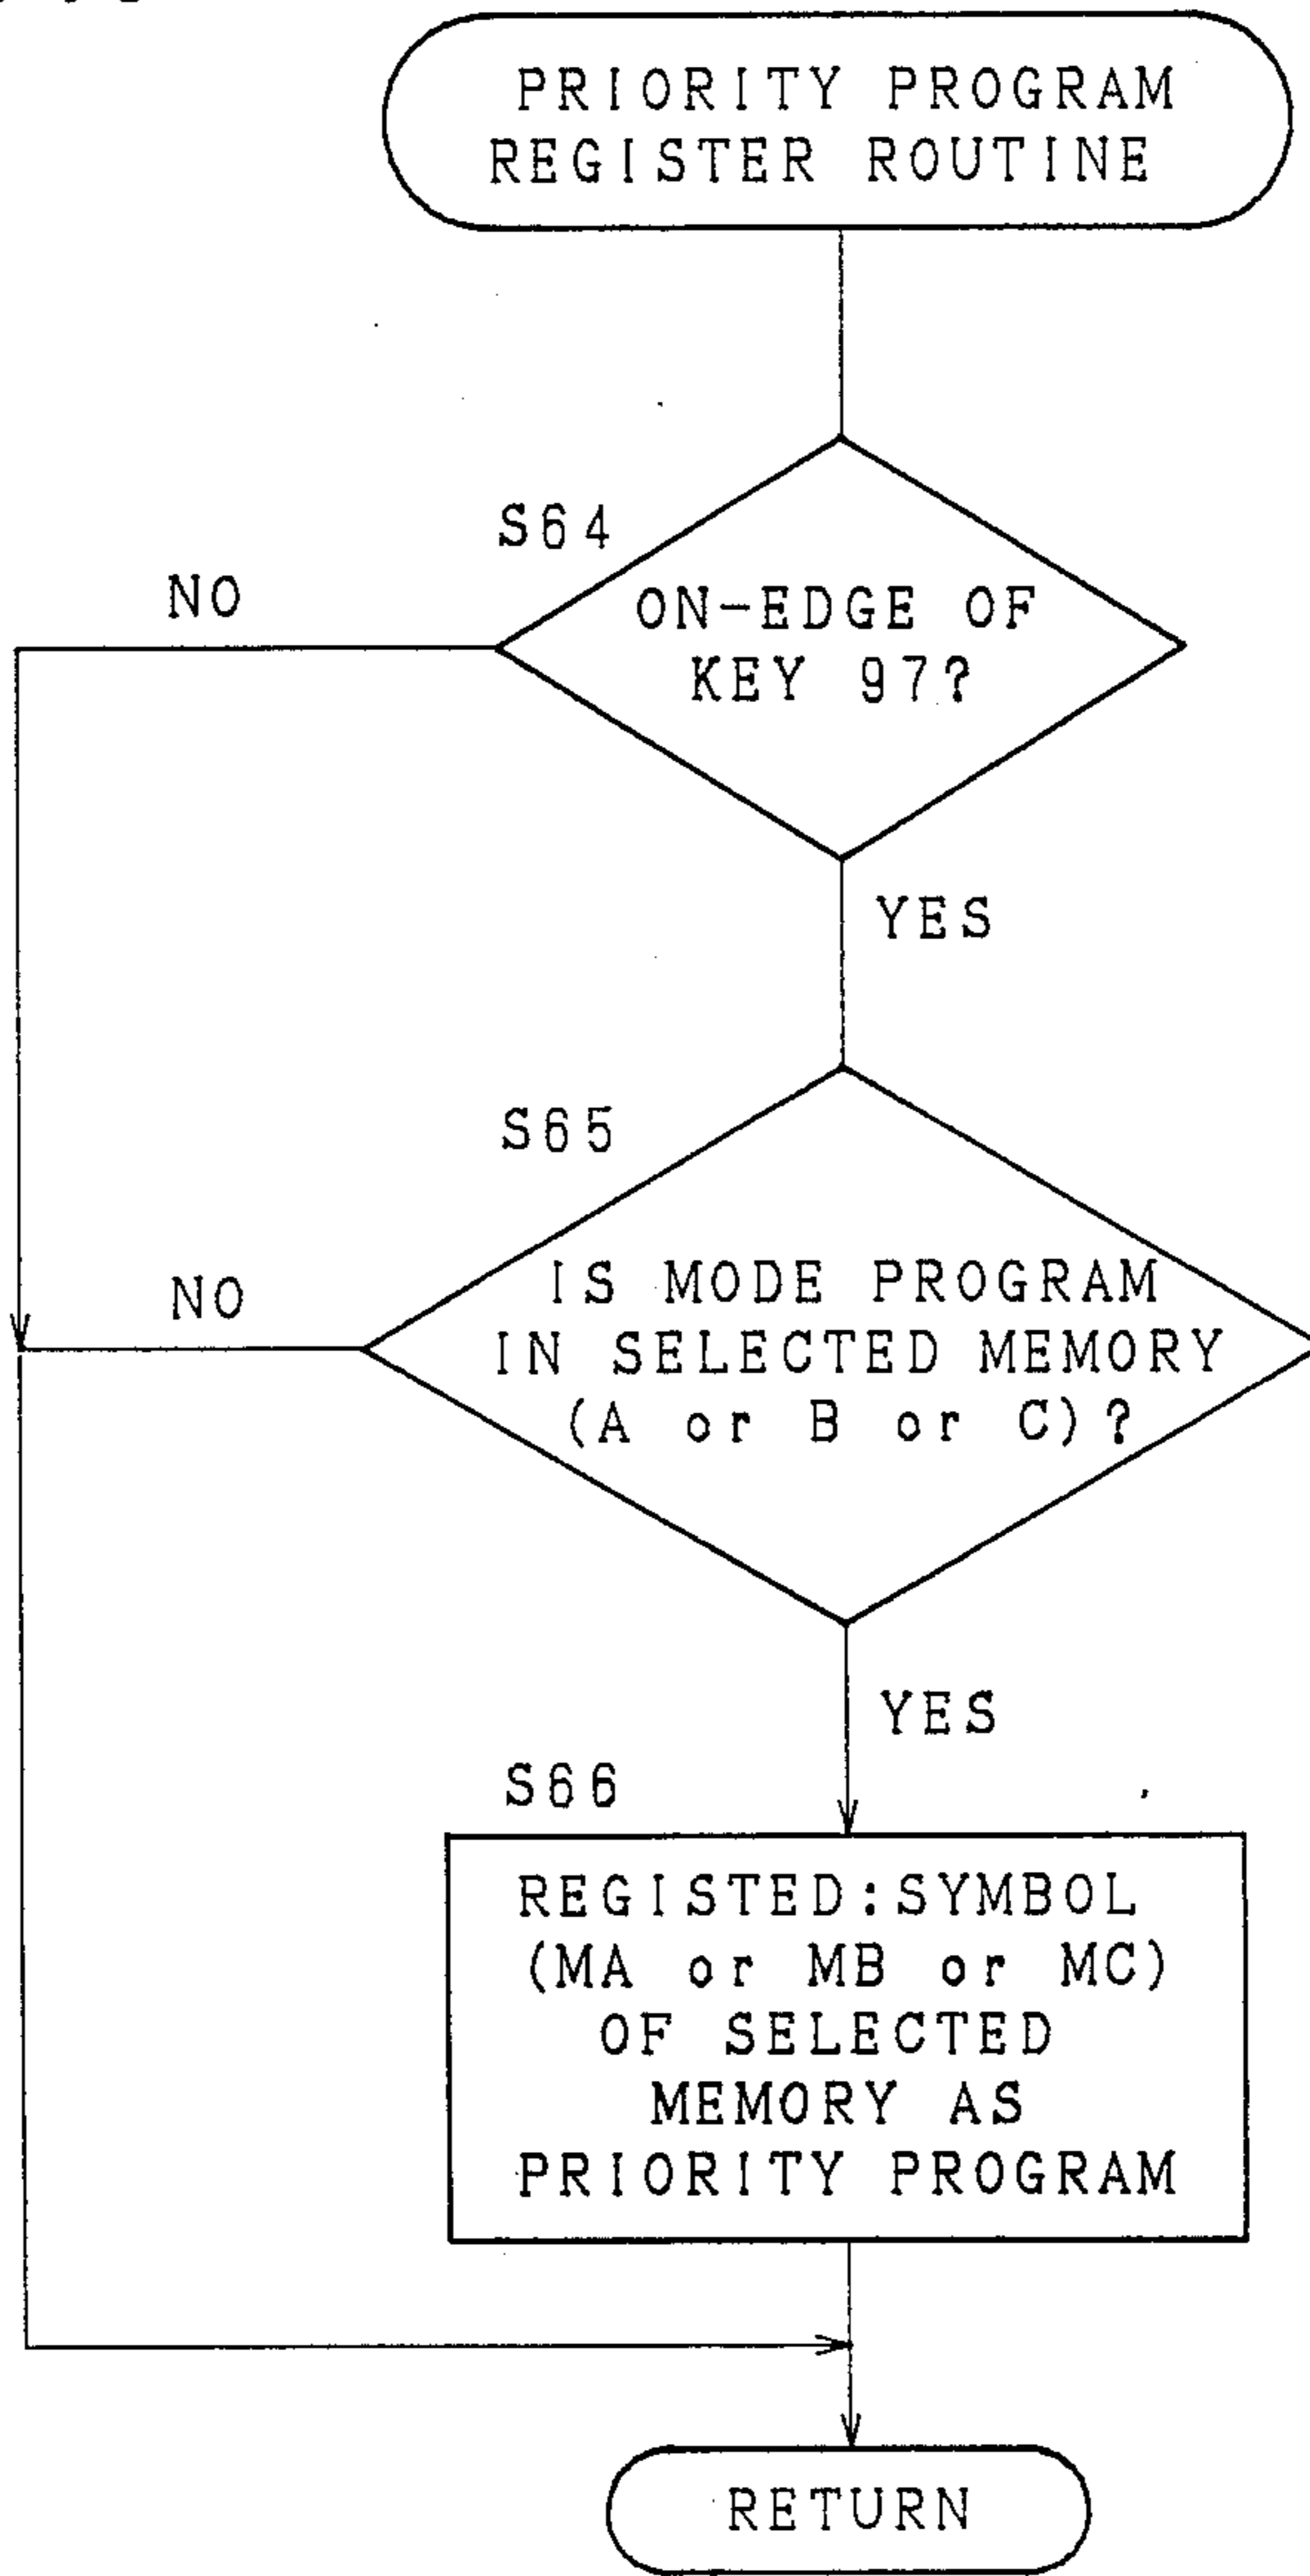 PRIORITY PROGRAM
REGISTER ROUTINE
S64
NO
ON-EDGE OF
KEY 97?
YES
S65
NO
IS MODE PROGRAM
IN SELECTED MEMORY
(A or B or C)?
YES
S66
REGISTED:SYMBOL
(MA or MB or MC)
OF SELECTED
MEMORY AS
PRIORITY PROGRAM
RETURN